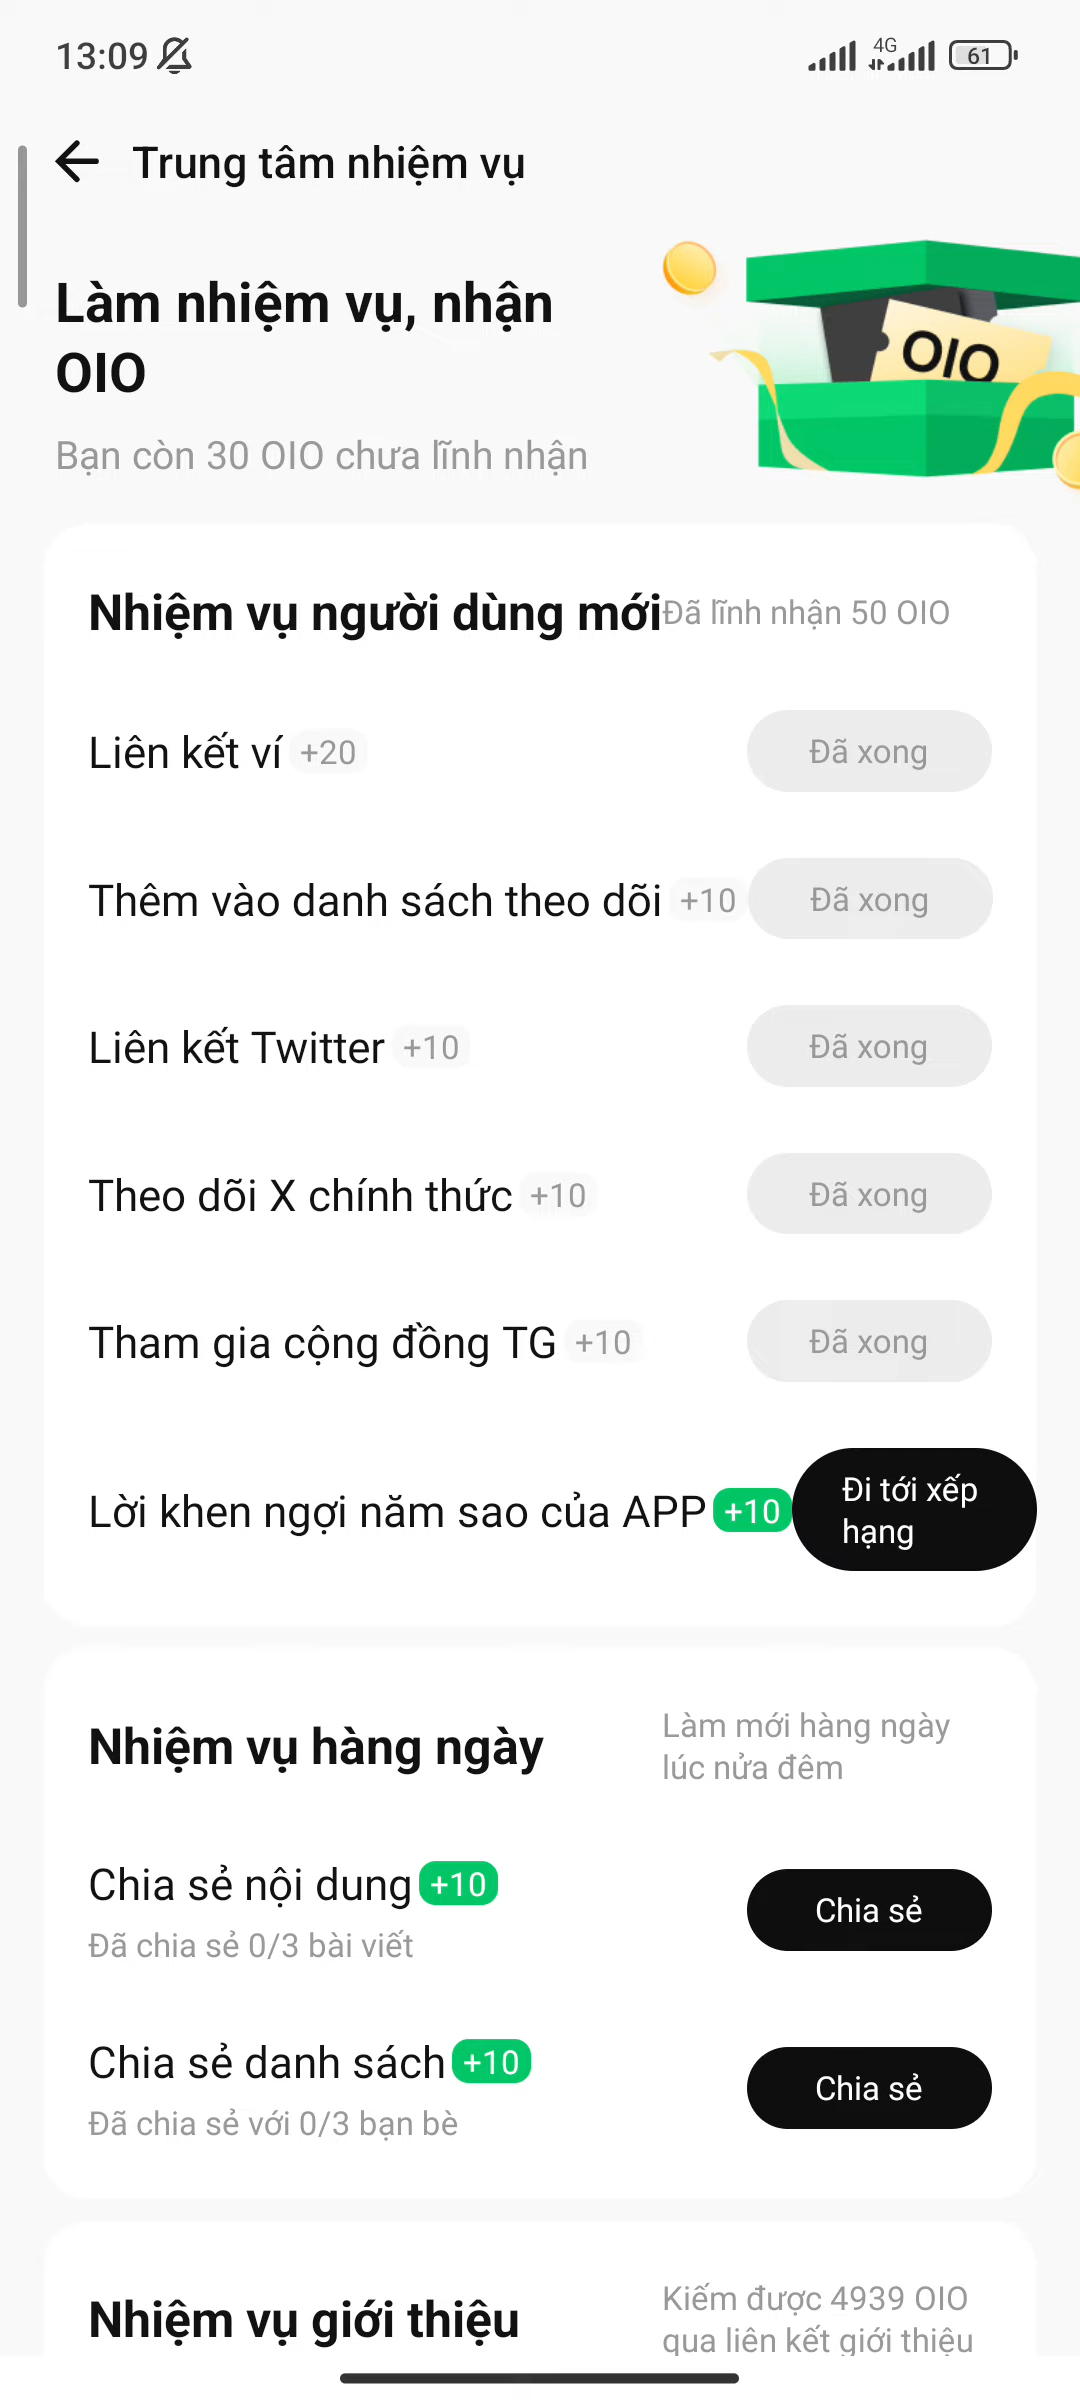 13:09
4G
61
Trung tâm nhiệm vụ
Làm nhiệm vụ, nhận
OIO
OIO
Bạn còn 30 OIO chưa lĩnh nhận
Nhiệm vụ người dùng mới Đã lĩnh nhận 50 OIO
Liên kết ví +20 Đã xong
Thêm vào danh sách theo dõi +10 Đã xong
Liên kết Twitter +10 Đã xong
Theo dõi X chính thức +10 Đã xong
Tham gia cộng đồng TG +10 Đã xong
Lời khen ngợi năm sao của APP +10
Đi tới xếp
hạng
Nhiệm vụ hàng ngày
Làm mới hàng ngày
lúc nửa đêm
Chia sẻ nội dung +10
Đã chia sẻ 0/3 bài viết
Chia sẻ
Chia sẻ danh sách +10
Đã chia sẻ với 0/3 bạn bè
Chia sẻ
Nhiệm vụ giới thiệu
Kiếm được 4939 OIO
qua liên kết giới thiệu